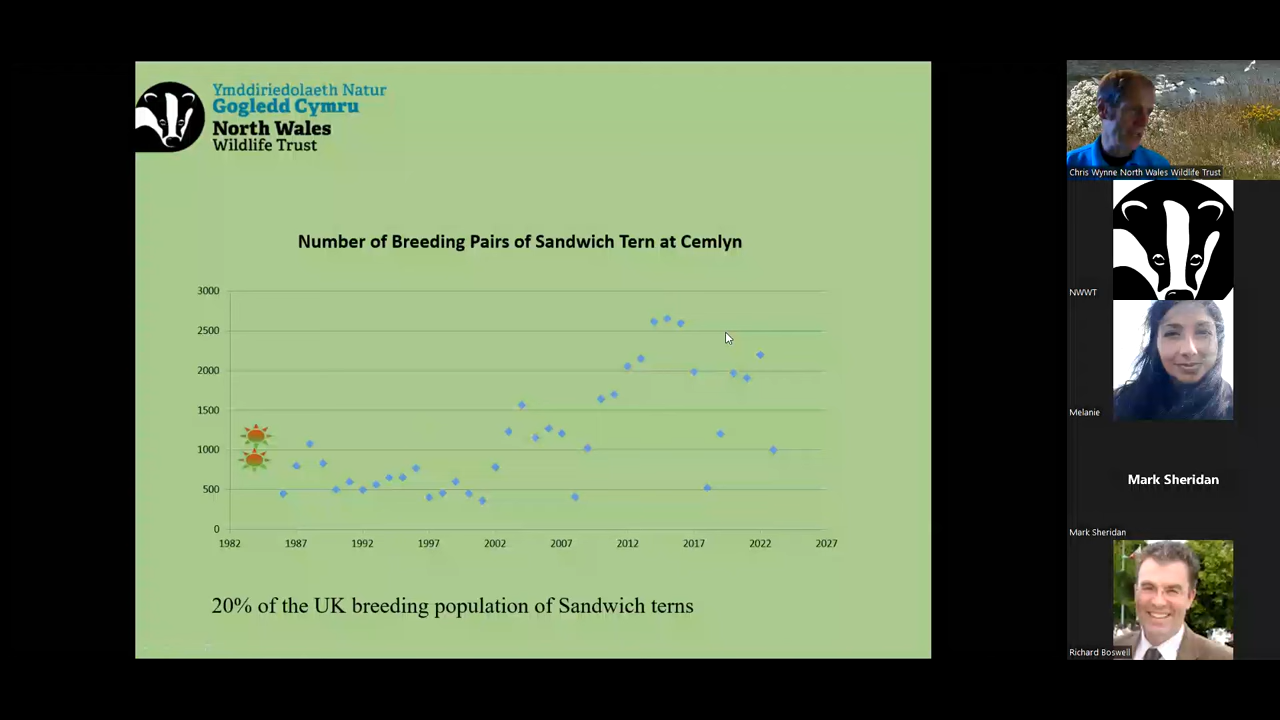 Ymddiriedolaeth Natur
Gogledd Cymru
North Wales
Wildlife Trust
Number of Breeding Pairs of Sandwich Tern at Cemlyn
3000
2500
2000
1500
1000
500
0
1982 1987 1992 1997 2002 2007 2012 2017 2022 2027
20% of the UK breeding population of Sandwich terns
Chris Wynne North Wales Wildlife Trust
NWWT
Melanie
Mark Sheridan
Mark Sheridan
Richard Boswell